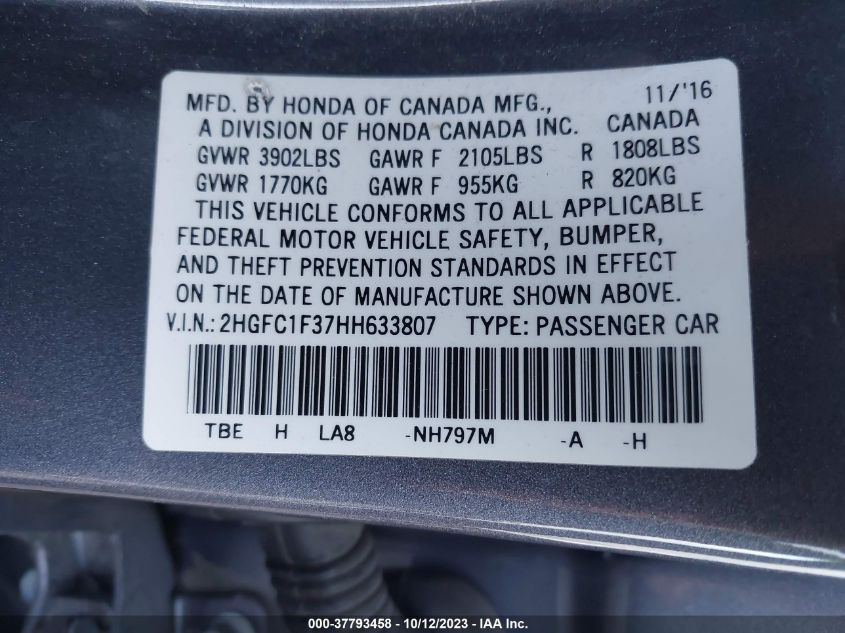 MFD. BY HONDA OF CANADA MFG., 11/'16
A DIVISION OF HONDA CANADA INC. CANADA
GVWR 3902LBS GAWR F 2105LBS R 1808LBS
GVWR 1770KG GAWR F 955KG R 820KG
THIS VEHICLE CONFORMS TO ALL APPLICABLE
FEDERAL MOTOR VEHICLE SAFETY, BUMPER,
AND THEFT PREVENTION STANDARDS IN EFFECT
ON THE DATE OF MANUFACTURE SHOWN ABOVE.
V.I.N.: 2HGFC1F37HH633807 TYPE: PASSENGER CAR
TBE H LA8 -NH797M -A -H
000-37793458 - 10/12/2023 - IAA Inc.